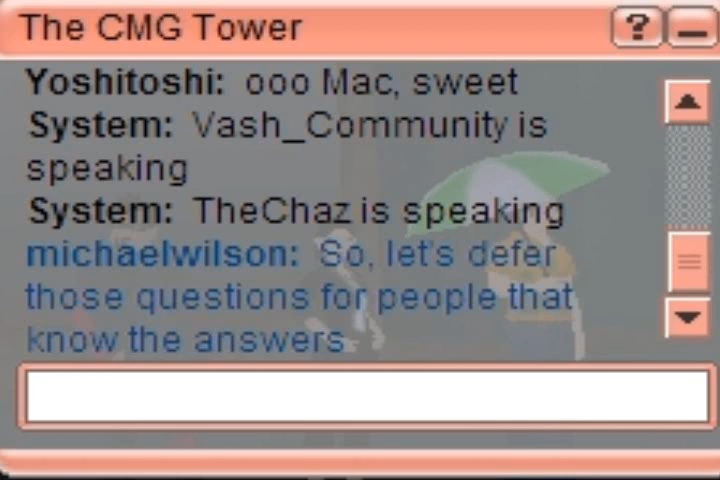 The CMG Tower
?
Yoshitoshi: ooo Mac, sweet
System: Vash_Community is
speaking
System: TheChaz is speaking
michaelwilson: So, let's defer
those questions for people that
know the answers